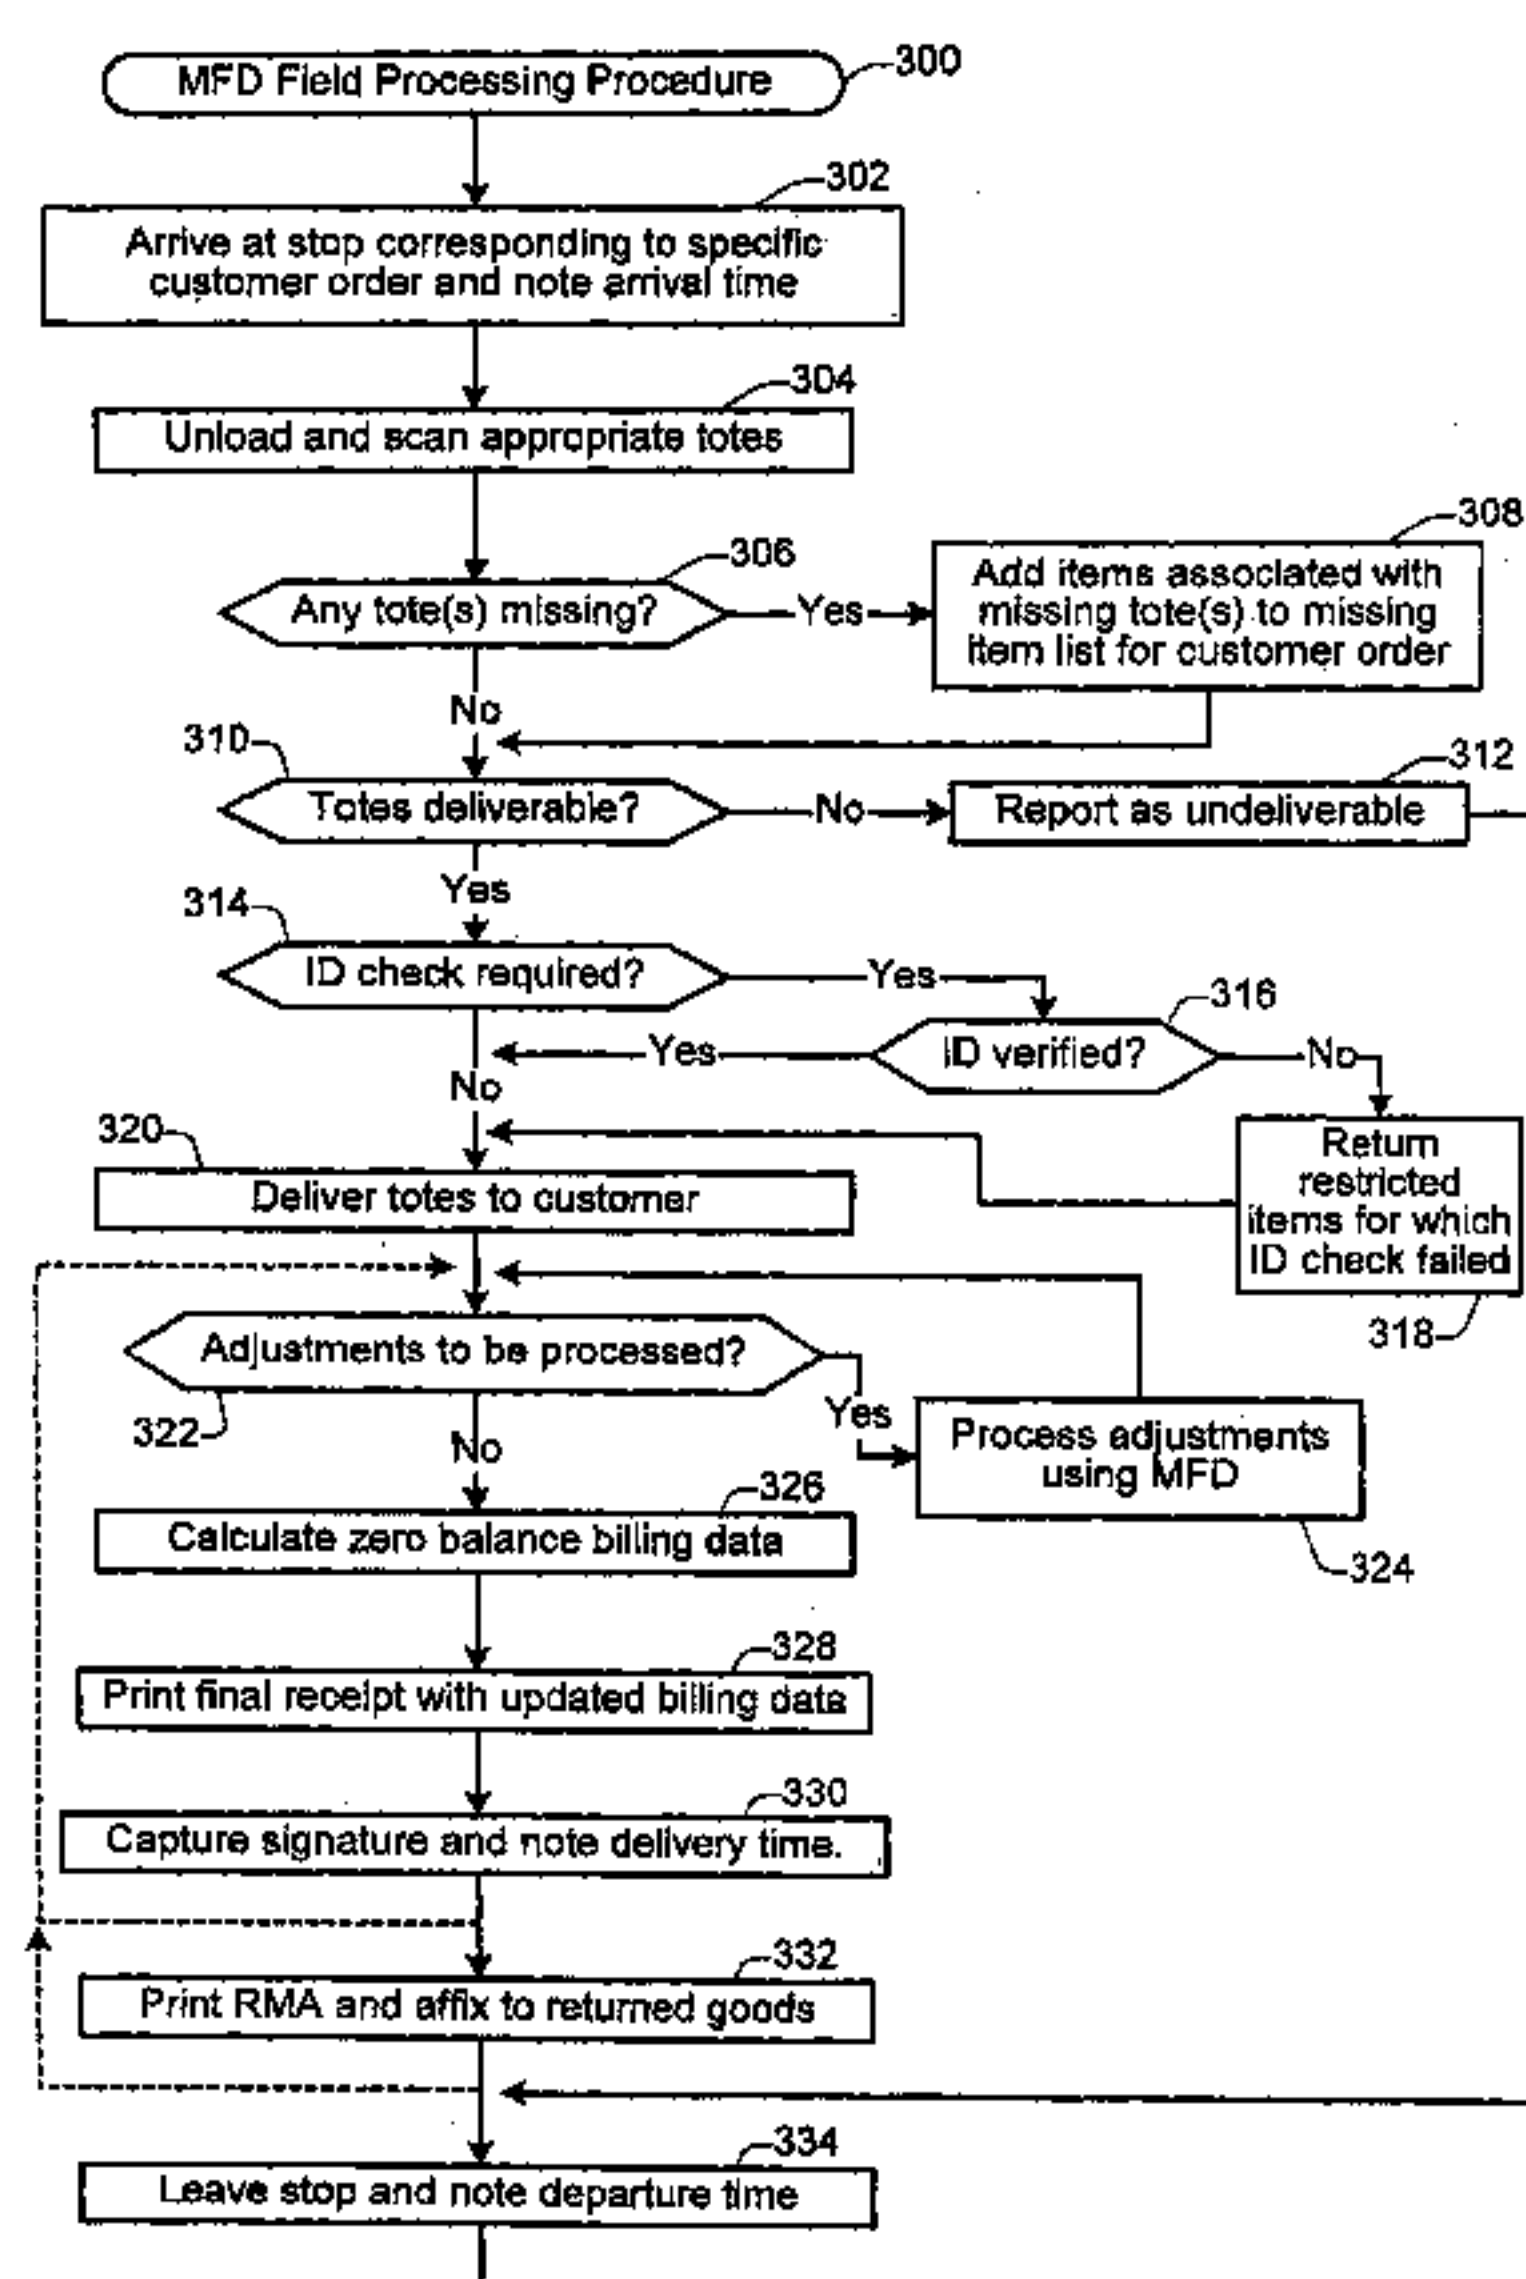 MFD Field Processing Procedure
300
302
Arrive at stop corresponding to specific
customer order and note arrival time
304
Unload and scan appropriate totes
306
Any tote(s) missing?
Yes
308
Add items associated with
missing tote(s) to missing
item list for customer order
No
310
Totes deliverable?
No
312
Report as undeliverable
Yes
314
ID check required?
Yes
316
ID verified?
Yes
No
No
318
Return
restricted
items for which
ID check failed
320
Deliver totes to customer
Adjustments to be processed?
322
Yes
No
Process adjustments
using MFD
324
326
Calculate zero balance billing data
328
Print final receipt with updated billing data
330
Capture signature and note delivery time.
332
Print RMA and affix to returned goods
334
Leave stop and note departure time